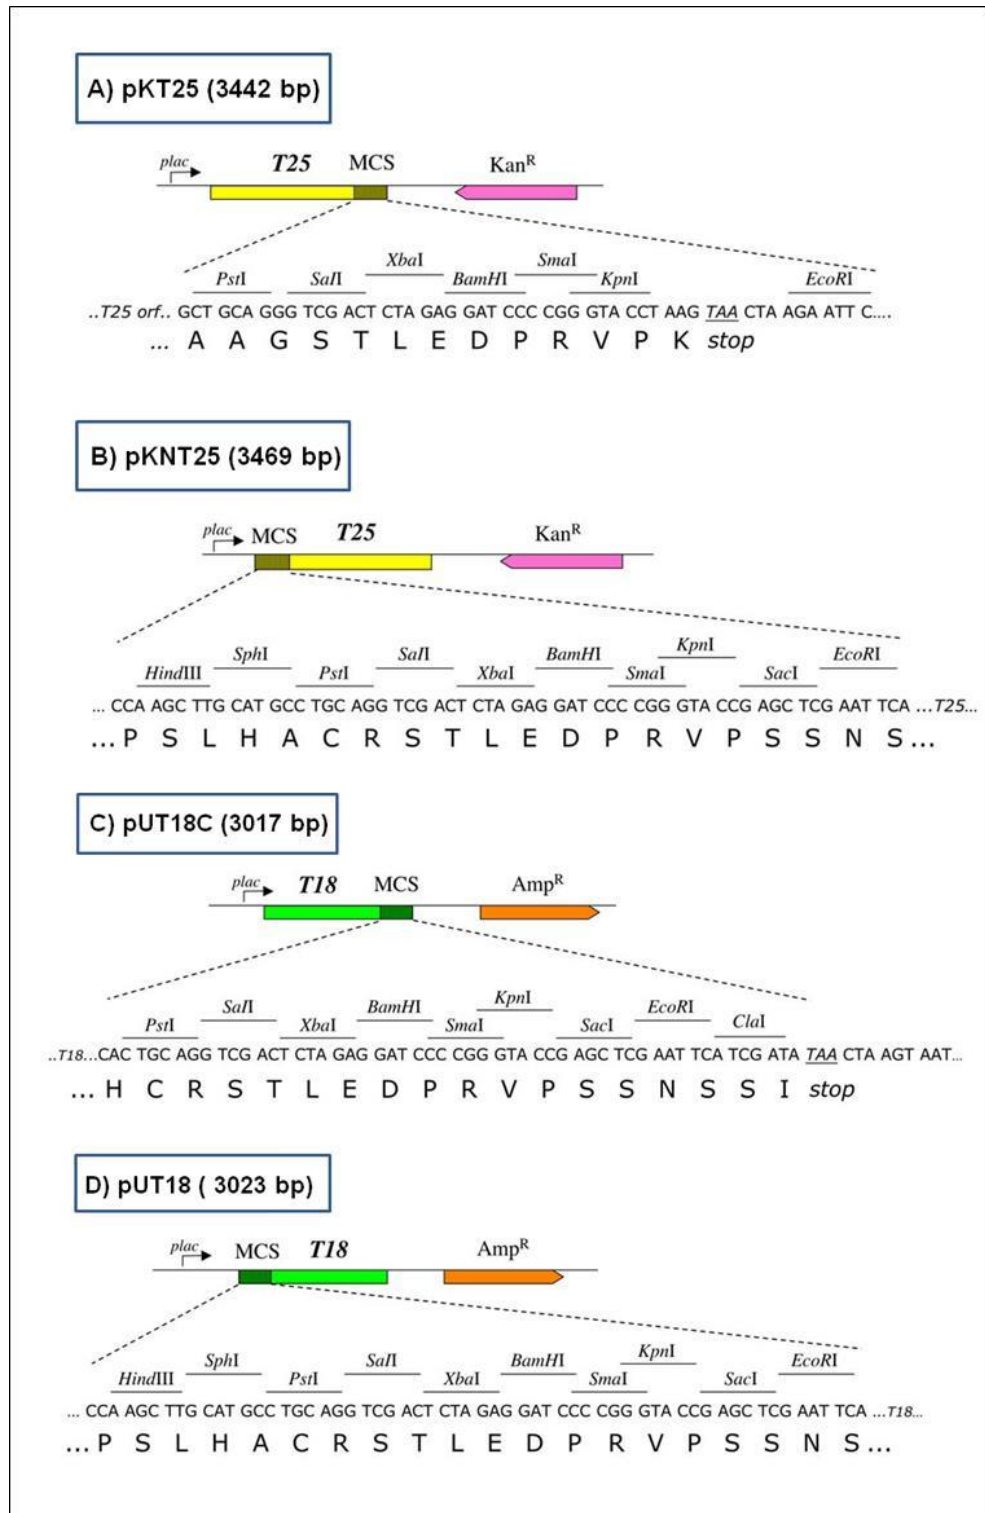 A) pKT25 (3442 bp)
plac T25 MCS Kan^R
XbaI SmaI
PstI SalI BamHI KpnI EcoRI
..T25 orf.. GCT GCA GGG TCG ACT CTA GAG GAT CCC CGG GTA CCT AAG TAA CTA AGA ATT C....
... A A G S T L E D P R V P K stop
B) pKNT25 (3469 bp)
plac MCS T25 Kan^R
KpnI
SphI SalI BamHI EcoRI
HindIII PstI XbaI SmaI SacI
... CCA AGC TTG CAT GCC TGC AGG TCG ACT CTA GAG GAT CCC CGG GTA CCG AGC TCG AAT TCA ...T25...
...P S L H A C R S T L E D P R V P S S N S...
C) pUT18C (3017 bp)
plac T18 MCS Amp^R
KpnI
SalI BamHI EcoRI
PstI XbaI SmaI SacI ClaI
..T18...CAC TGC AGG TCG ACT CTA GAG GAT CCC CGG GTA CCG AGC TCG AAT TCA TCG ATA TAA CTA AGT AAT...
... H C R S T L E D P R V P S S N S S I stop
D) pUT18 ( 3023 bp)
plac MCS T18 Amp^R
KpnI
SphI SalI BamHI EcoRI
HindIII PstI XbaI SmaI SacI
... CCA AGC TTG CAT GCC TGC AGG TCG ACT CTA GAG GAT CCC CGG GTA CCG AGC TCG AAT TCA ...T18...
...P S L H A C R S T L E D P R V P S S N S...